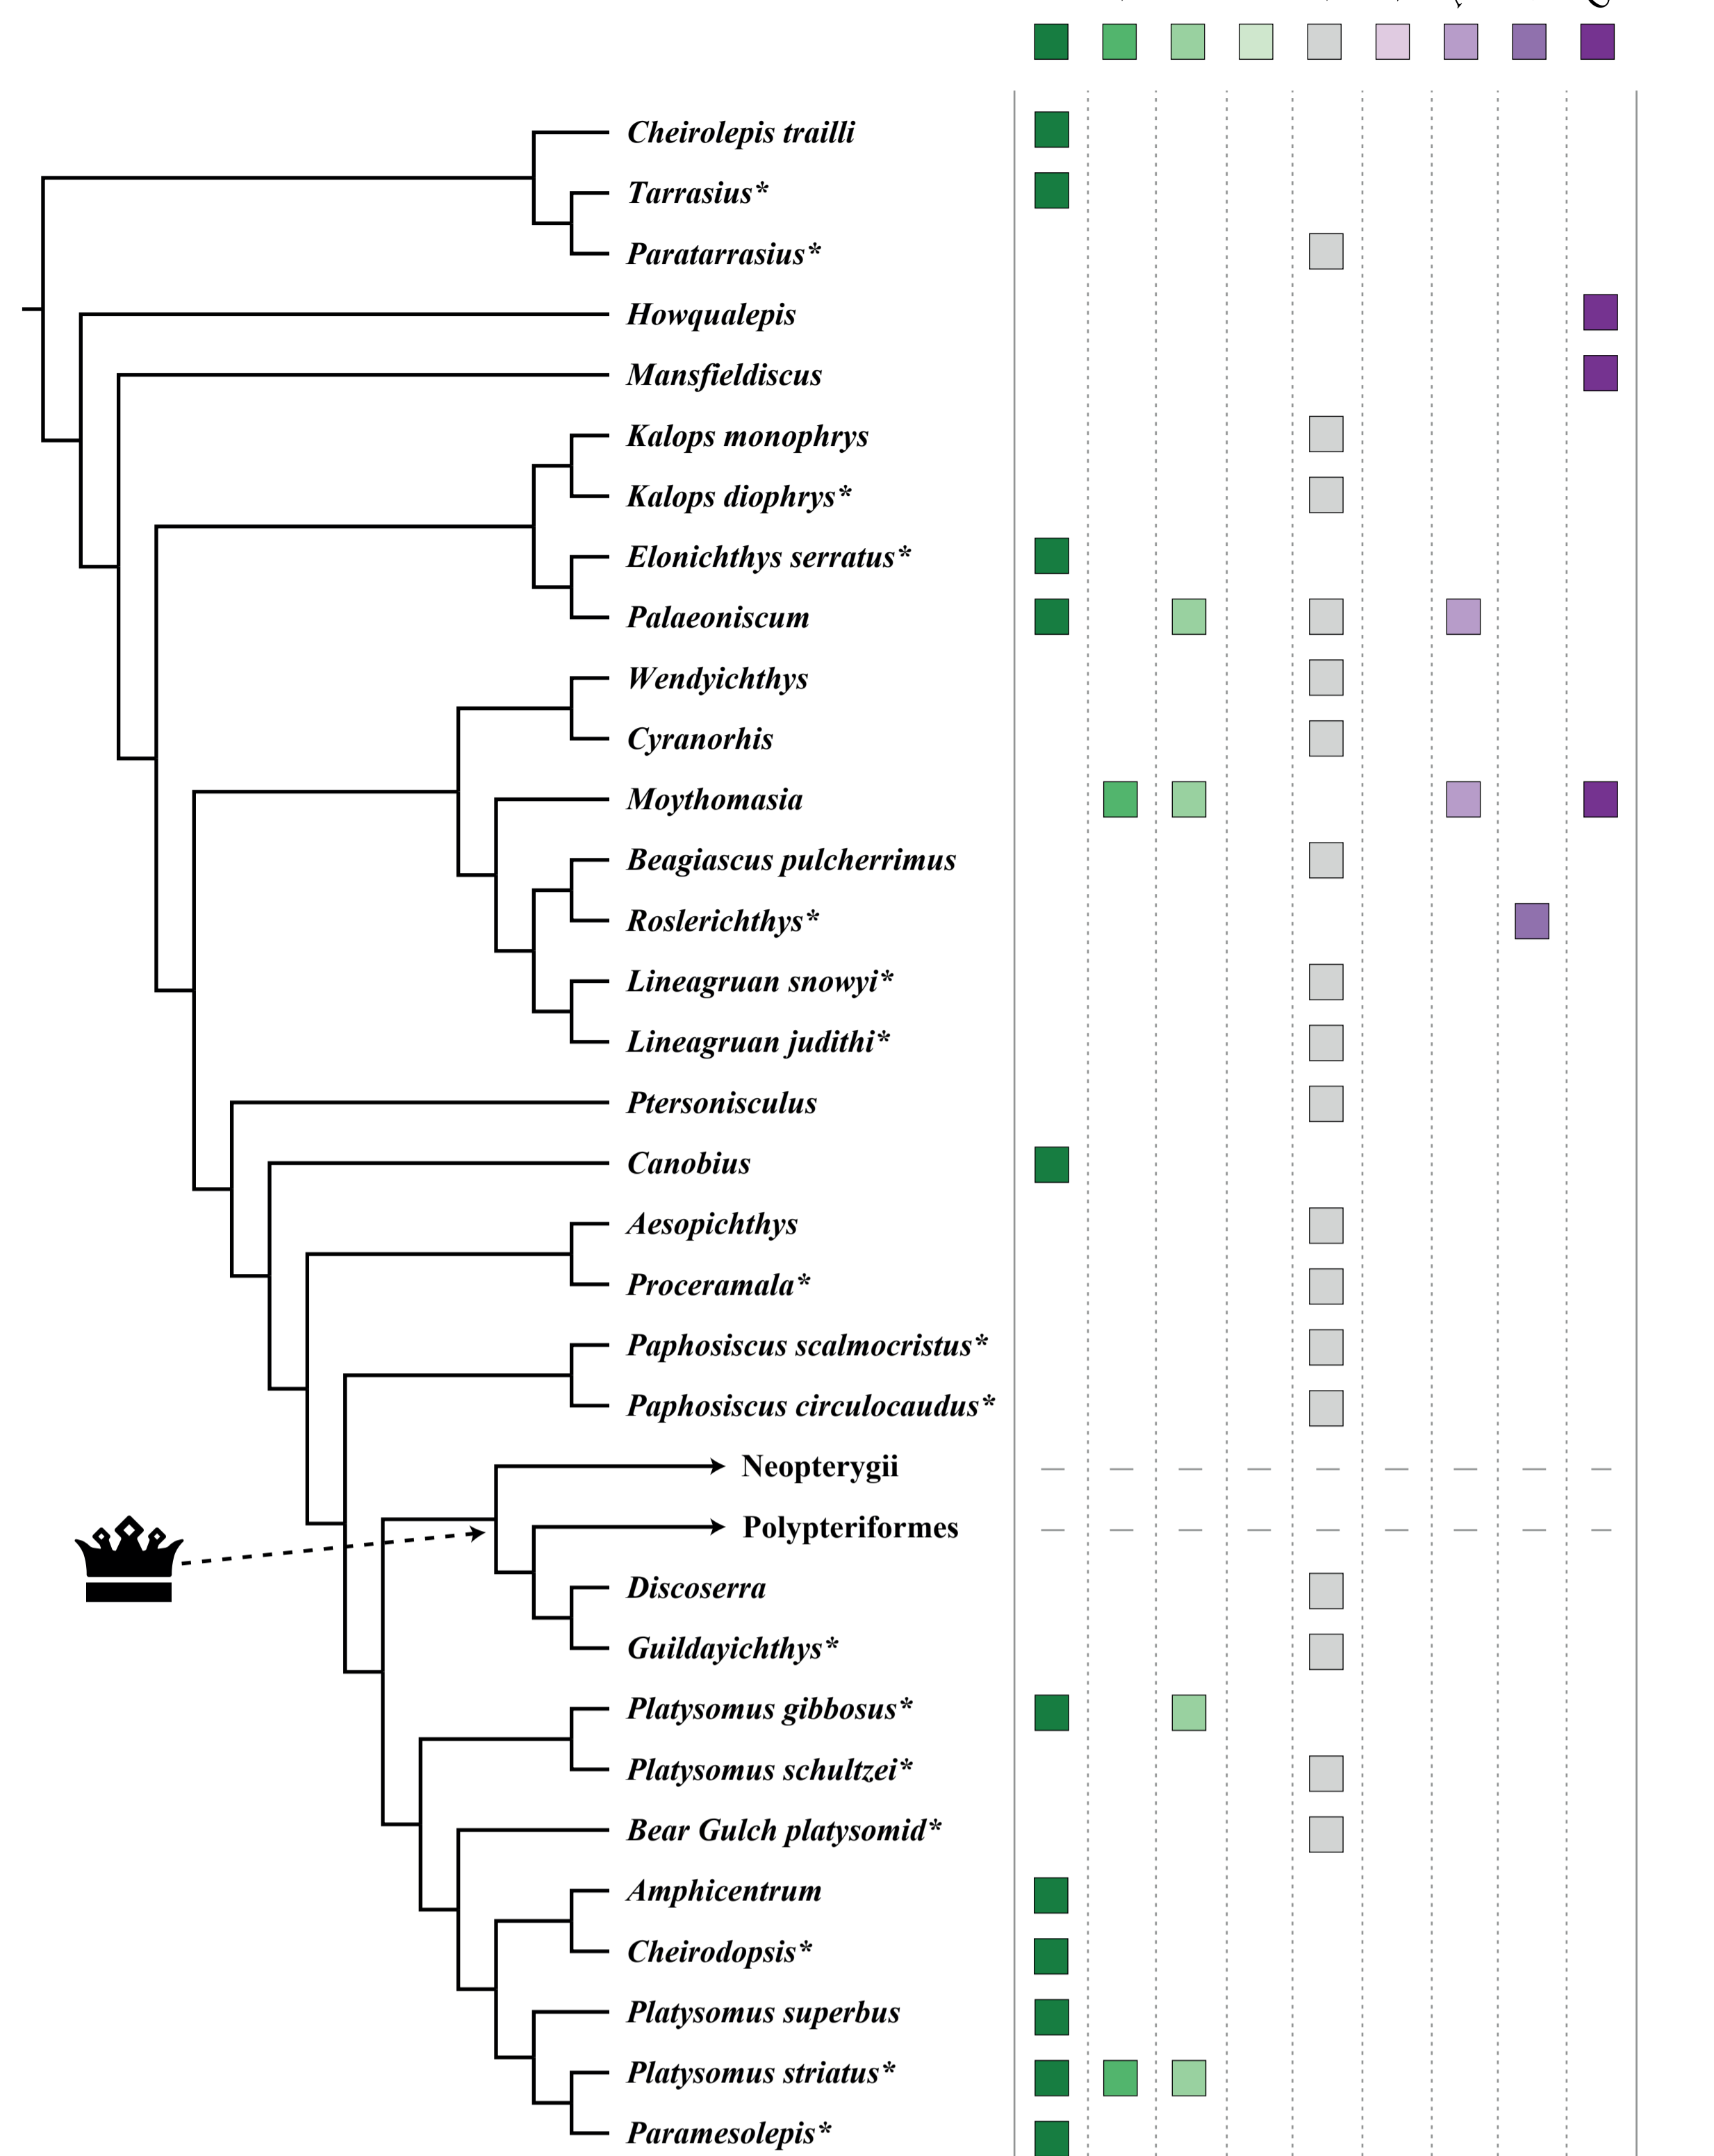 Cheirolepis trailli
Tarrasius*
Paratarrasius*
Howqualepis
Mansfieldiscus
Kalops monophrys
Kalops diophrys*
Elonichthys serratus*
Palaeoniscum
Wendyichthys
Cyranorhis
Moythomasia
Beagiascus pulcherrimus
Roslerichthys*
Lineagruan snowyi*
Lineagruan judithi*
Ptersonisculus
Canobius
Aesopichthys
Proceramala*
Paphosiscus scalmocristus*
Paphosiscus circulocaudus*
Neopterygii
Polypteriformes
Discoserra
Guildayichthys*
Platysomus gibbosus*
Platysomus schultzei*
Bear Gulch platysomid*
Amphicentrum
Cheirodopsis*
Platysomus superbus
Platysomus striatus*
Paramesolepis*